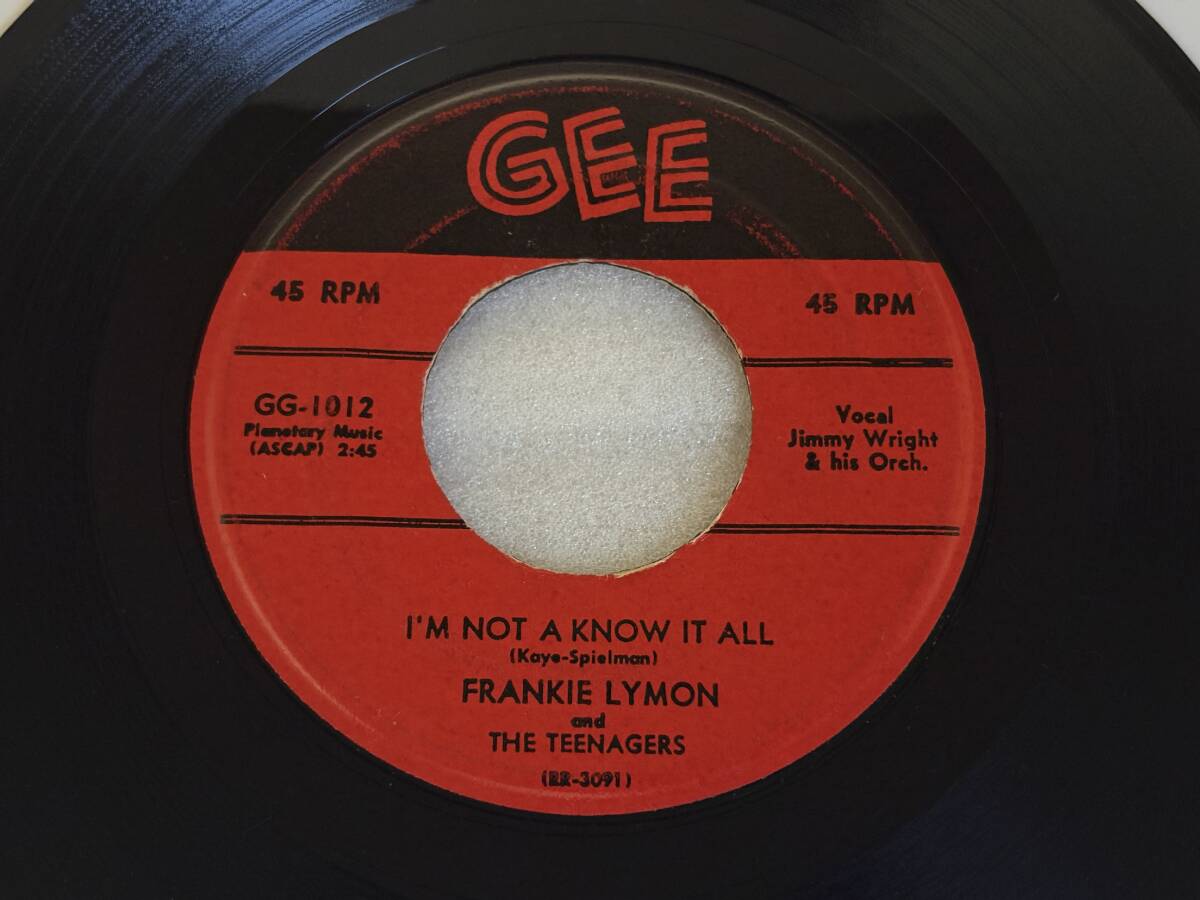 GEE
45 RPM
45 RPM
GG-1012
Planetary Music
(ASCAP) 2:45
Vocal
Jimmy Wright
& his Orch.
I'M NOT A KNOW IT ALL
(Kaye-Spielman)
FRANKIE LYMON
and
THE TEENAGERS
(RR-3091)